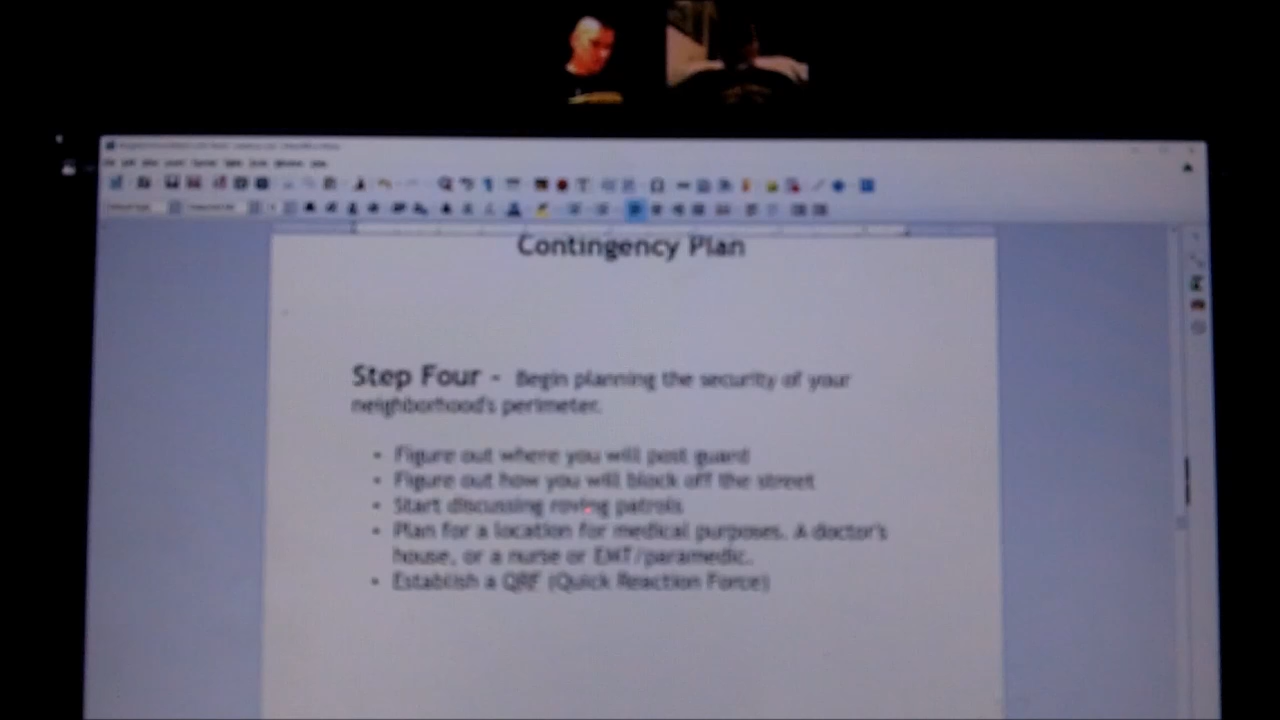 Contingency Plan
Step Four - Begin planning the security of your
neighborhood's perimeter.
• Figure out where you will post guard
• Figure out how you will block off the street
• Start discussing roving patrols
• Plan for a location for medical purposes. A doctor's
house, or a nurse or EMT/paramedic.
• Establish a QRF (Quick Reaction Force)